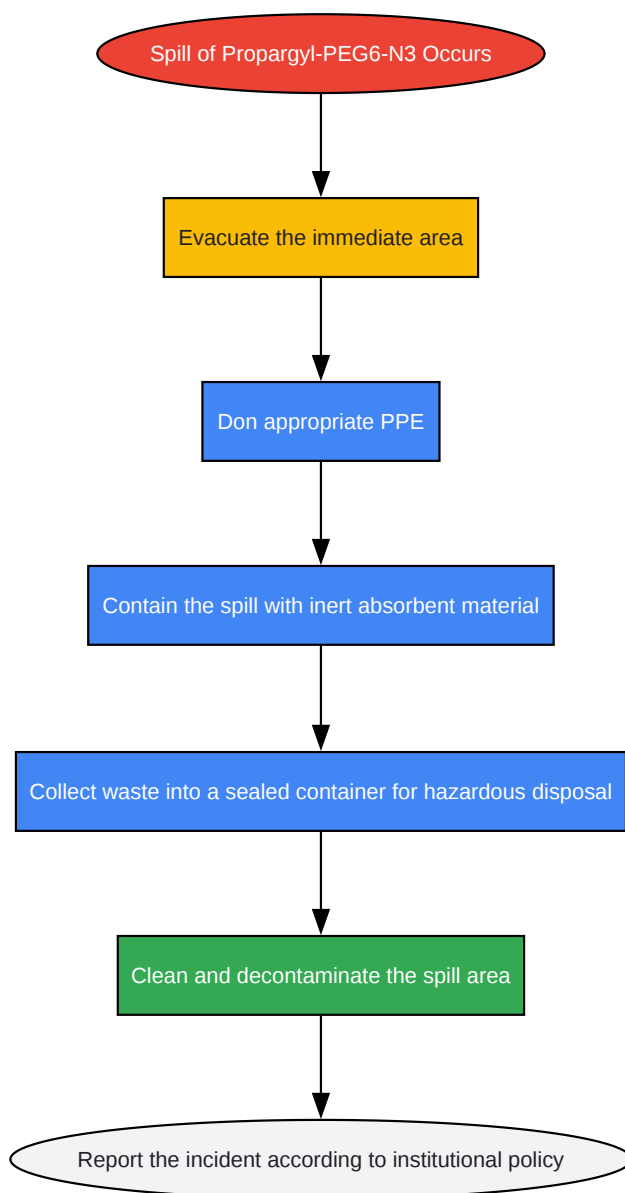 Spill of Propargyl-PEG6-N3 Occurs
Evacuate the immediate area
Don appropriate PPE
Contain the spill with inert absorbent material
Collect waste into a sealed container for hazardous disposal
Clean and decontaminate the spill area
Report the incident according to institutional policy